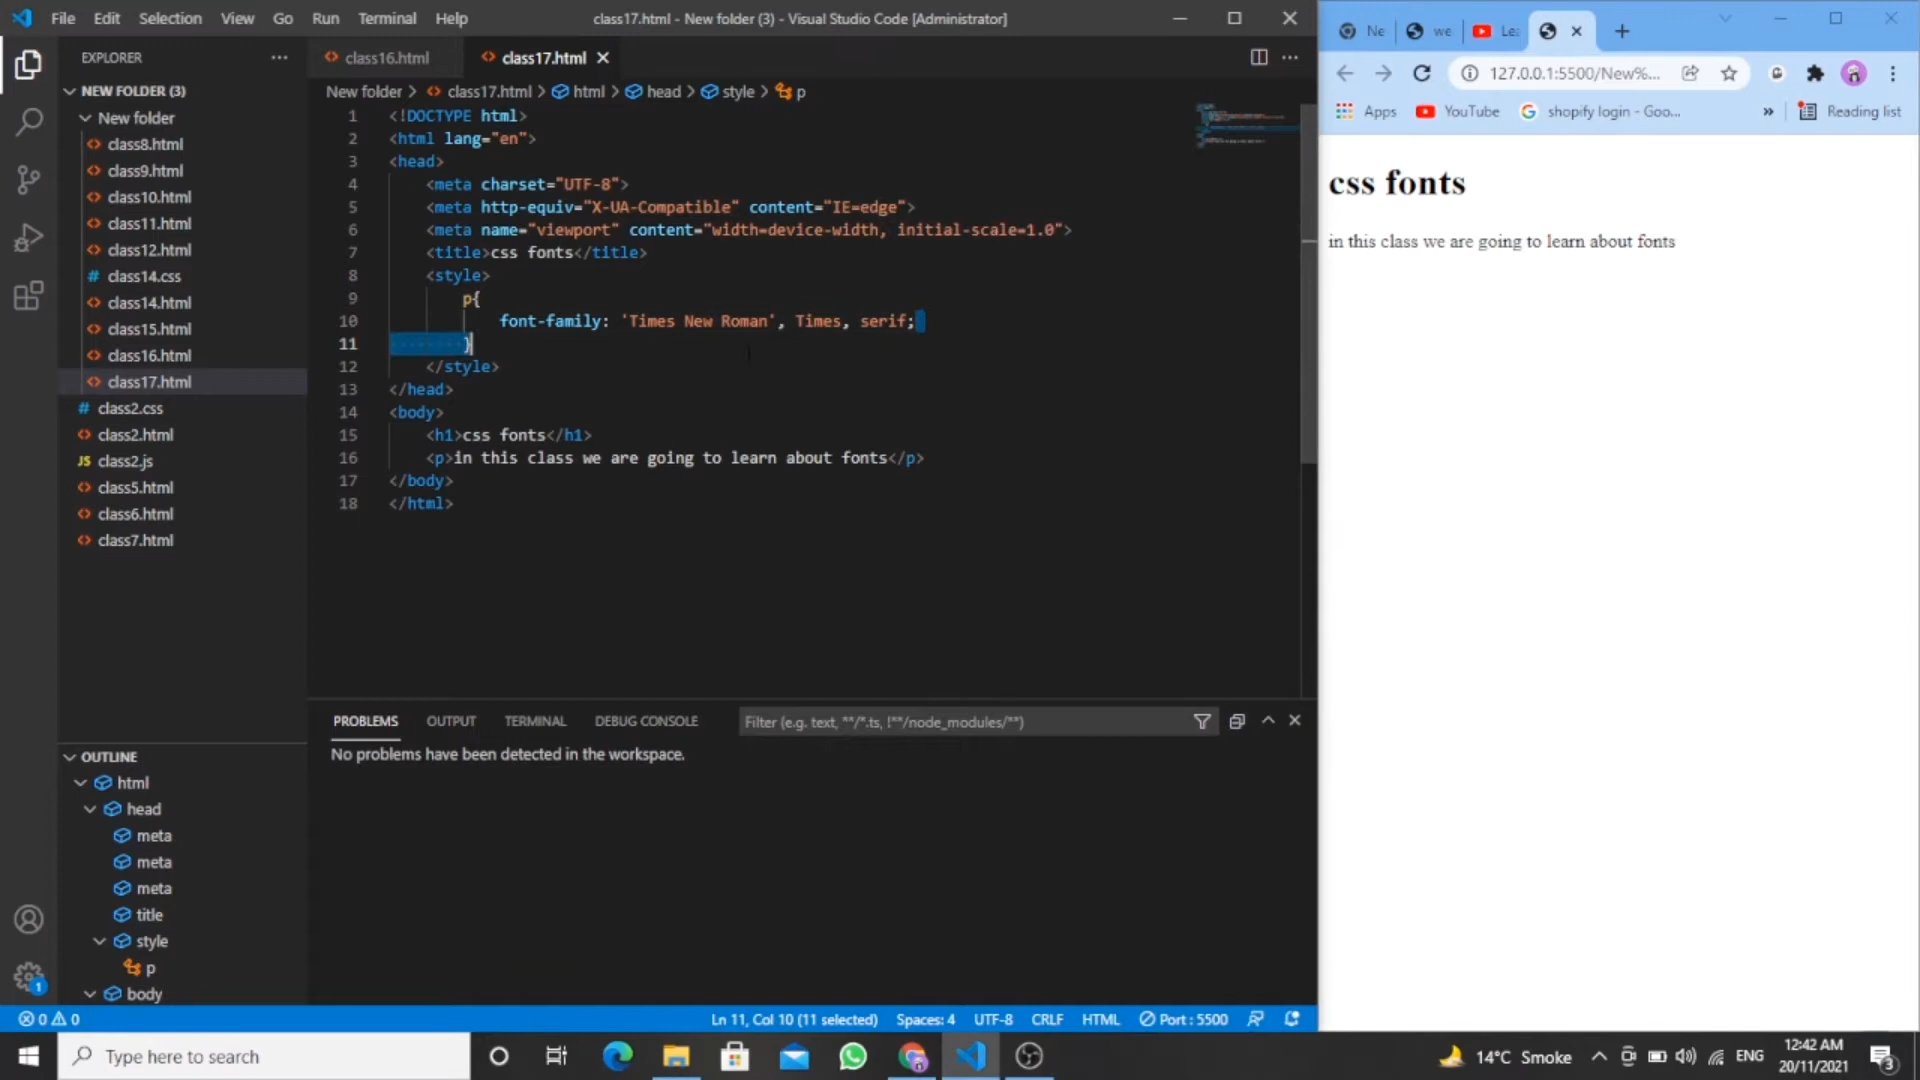 File Edit Selection View Go Run Terminal Help class17.html - New folder (3) - Visual Studio Code [Administrator]
EXPLORER
NEW FOLDER (3)
New folder
class8.html
class9.html
class10.html
class11.html
class12.html
class14.css
class14.html
class15.html
class16.html
class17.html
class2.css
class2.html
JS class2.js
class5.html
class6.html
class7.html
OUTLINE
html
head
meta
meta
meta
title
style
p
body
class16.html class17.html
New folder > class17.html > html > head > style > p
1 <!DOCTYPE html>
2 <html lang="en">
3 <head>
4 <meta charset="UTF-8">
5 <meta http-equiv="X-UA-Compatible" content="IE=edge">
6 <meta name="viewport" content="width=device-width, initial-scale=1.0">
7 <title>css fonts</title>
8 <style>
9 p{
10 font-family: 'Times New Roman', Times, serif;
11 }
12 </style>
13 </head>
14 <body>
15 <h1>css fonts</h1>
16 <p>in this class we are going to learn about fonts</p>
17 </body>
18 </html>
PROBLEMS OUTPUT TERMINAL DEBUG CONSOLE Filter (e.g. text, **/*.ts, !**/node_modules/**)
No problems have been detected in the workspace.
0 0 Ln 11, Col 10 (11 selected) Spaces: 4 UTF-8 CRLF HTML Port : 5500
1
Ne we Le
127.0.0.1:5500/New%...
Apps YouTube shopify login - Goo... » Reading list
css fonts
in this class we are going to learn about fonts
Type here to search
14°C Smoke ENG 12:42 AM
20/11/2021
3